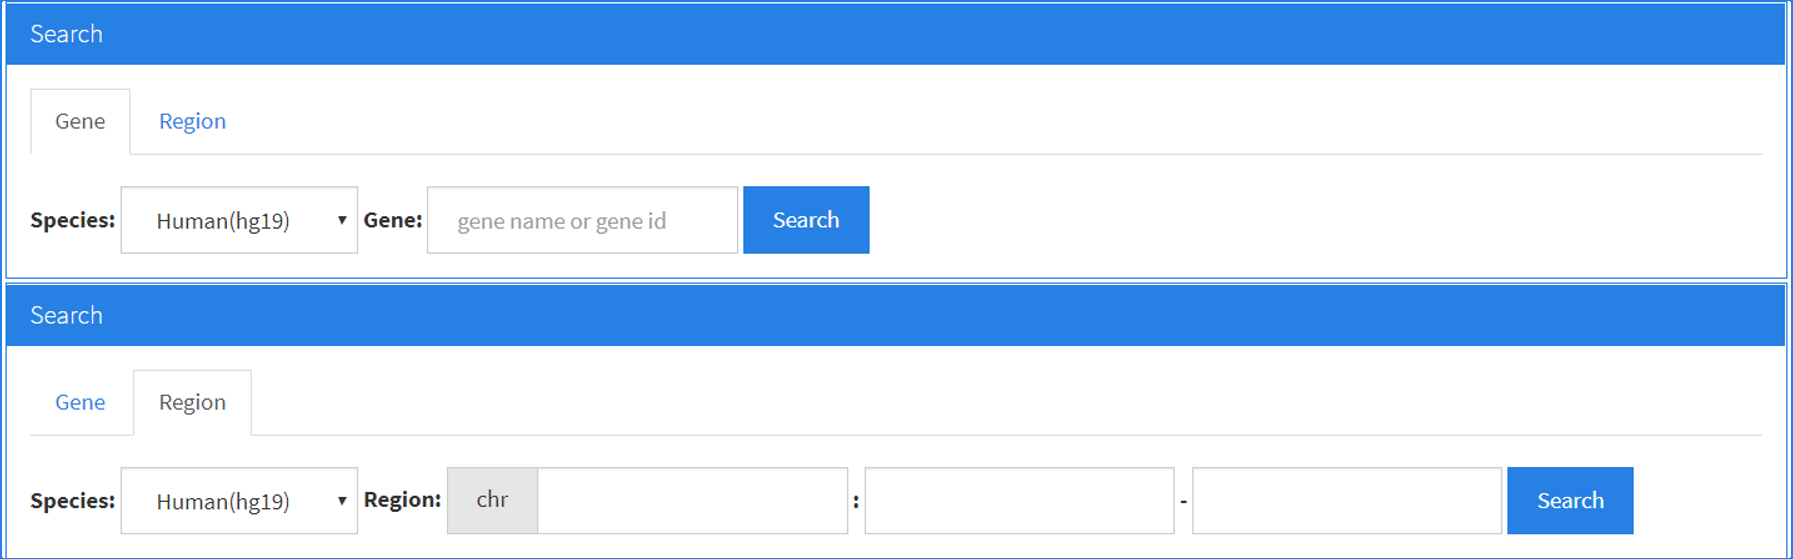 Search
Gene Region
Species: Human(hg19) Gene: gene name or gene id Search
Search
Gene Region
Species: Human(hg19) Region: chr : - Search